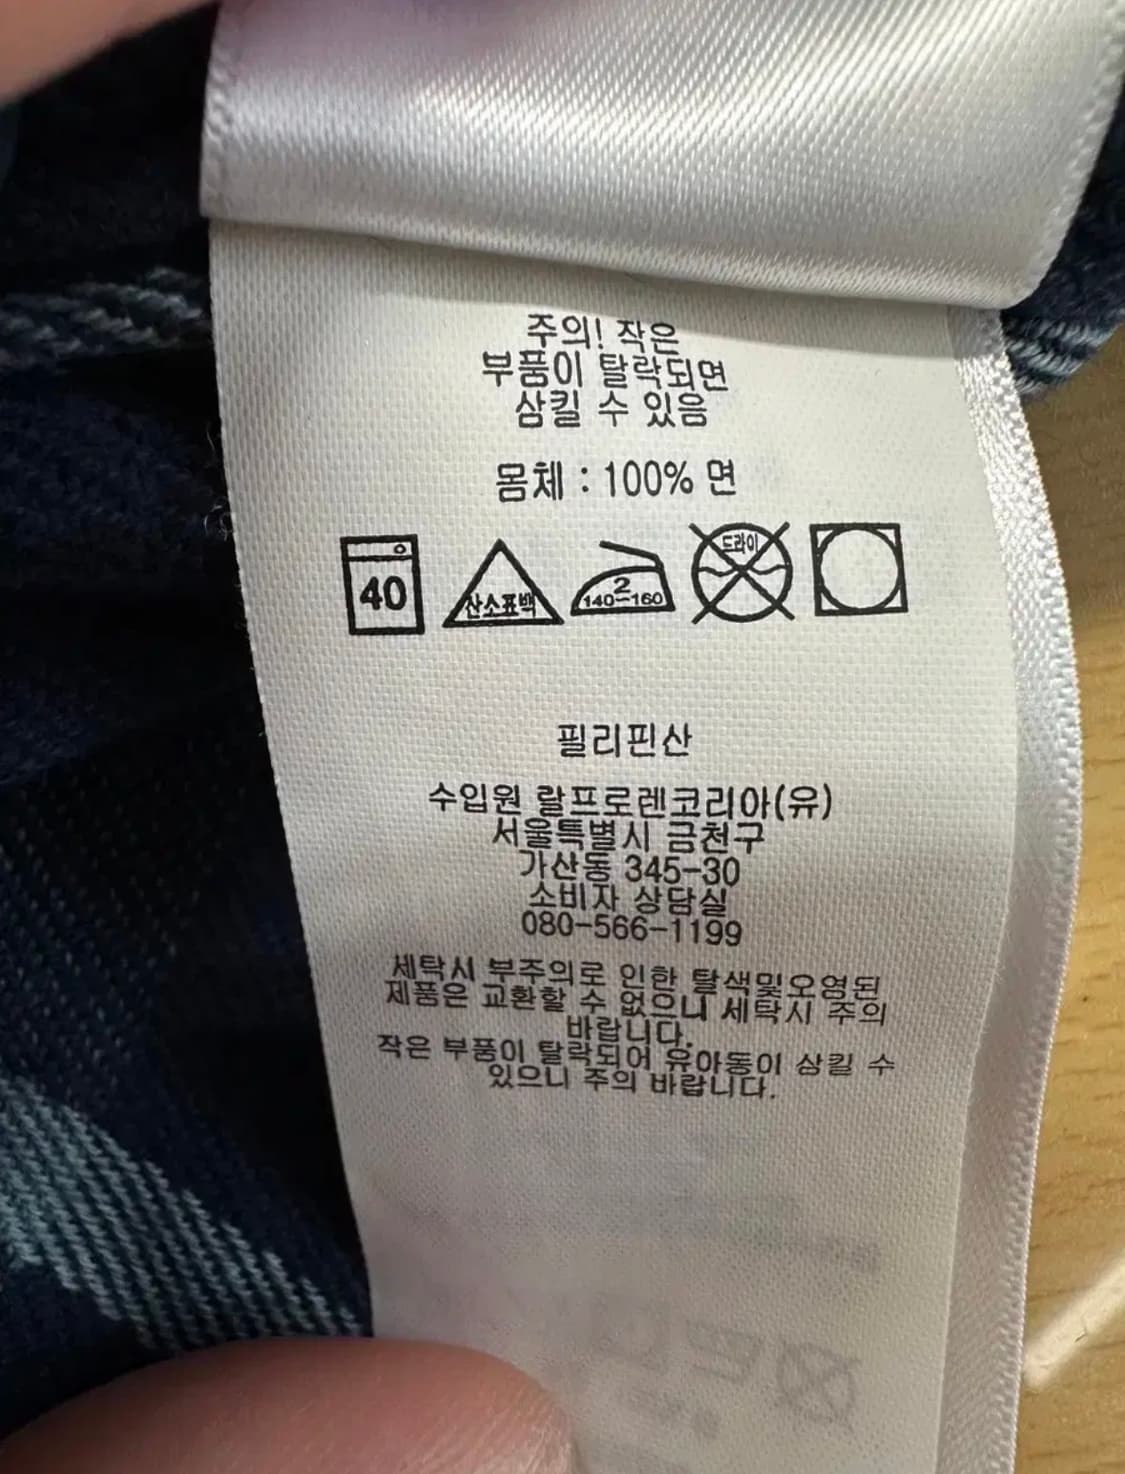 주의! 작은
부품이 탈락되면
삼킬 수 있음
몸체 : 100% 면
40
산소표백
2
140-160
드라이
필리핀산
수입원 랄프로렌코리아(유)
서울특별시 금천구
가산동 345-30
소비자 상담실
080-566-1199
세탁시 부주의로 인한 탈색및오염된
제품은 교환할 수 없으니 세탁시 주의
바랍니다.
작은 부품이 탈락되어 유아동이 삼킬 수
있으니 주의 바랍니다.